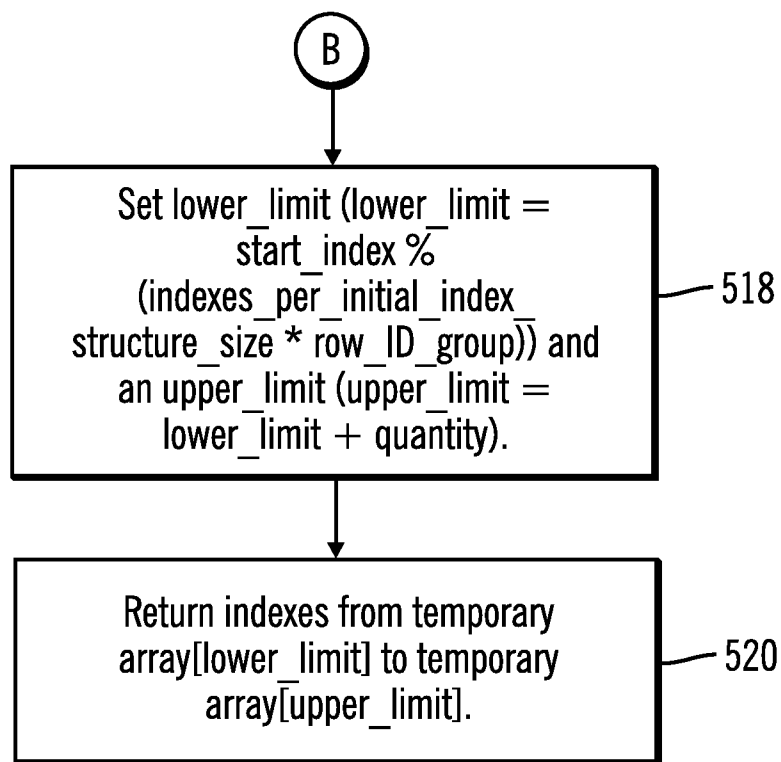 B
Set lower_limit (lower_limit =
start_index %
(indexes_per_initial_index_
structure_size * row_ID_group)) and
an upper_limit (upper_limit =
lower_limit + quantity).
518
Return indexes from temporary
array[lower_limit] to temporary
array[upper_limit].
520